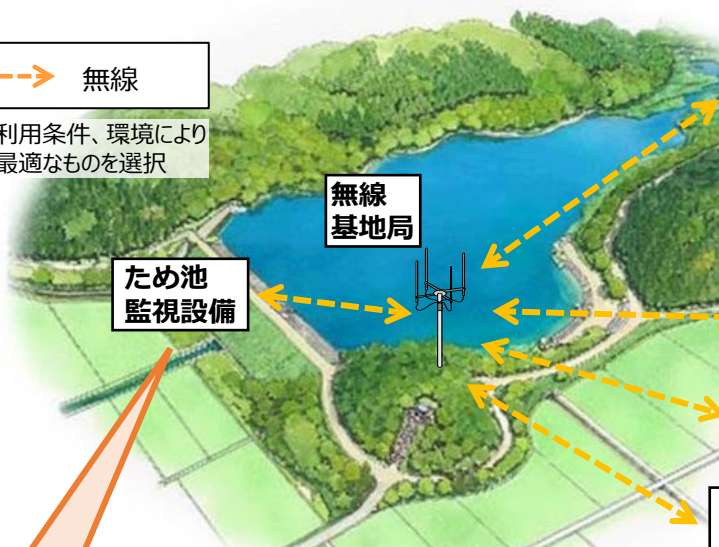 無線
利用条件、環境により
最適なものを選択
無線
基地局
ため池
監視設備